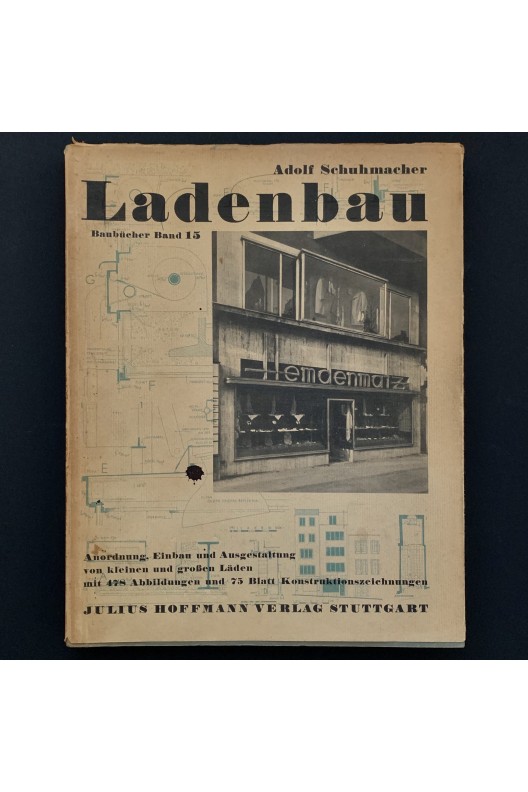 Adolf Schuhmacher
Ladenbau
Baubücher Band 15
Hemdenmatz
Anordnung, Einbau und Ausgestaltung
von kleinen und großen Läden
mit 478 Abbildungen und 75 Blatt Konstruktionszeichnungen
JULIUS HOFFMANN VERLAG STUTTGART